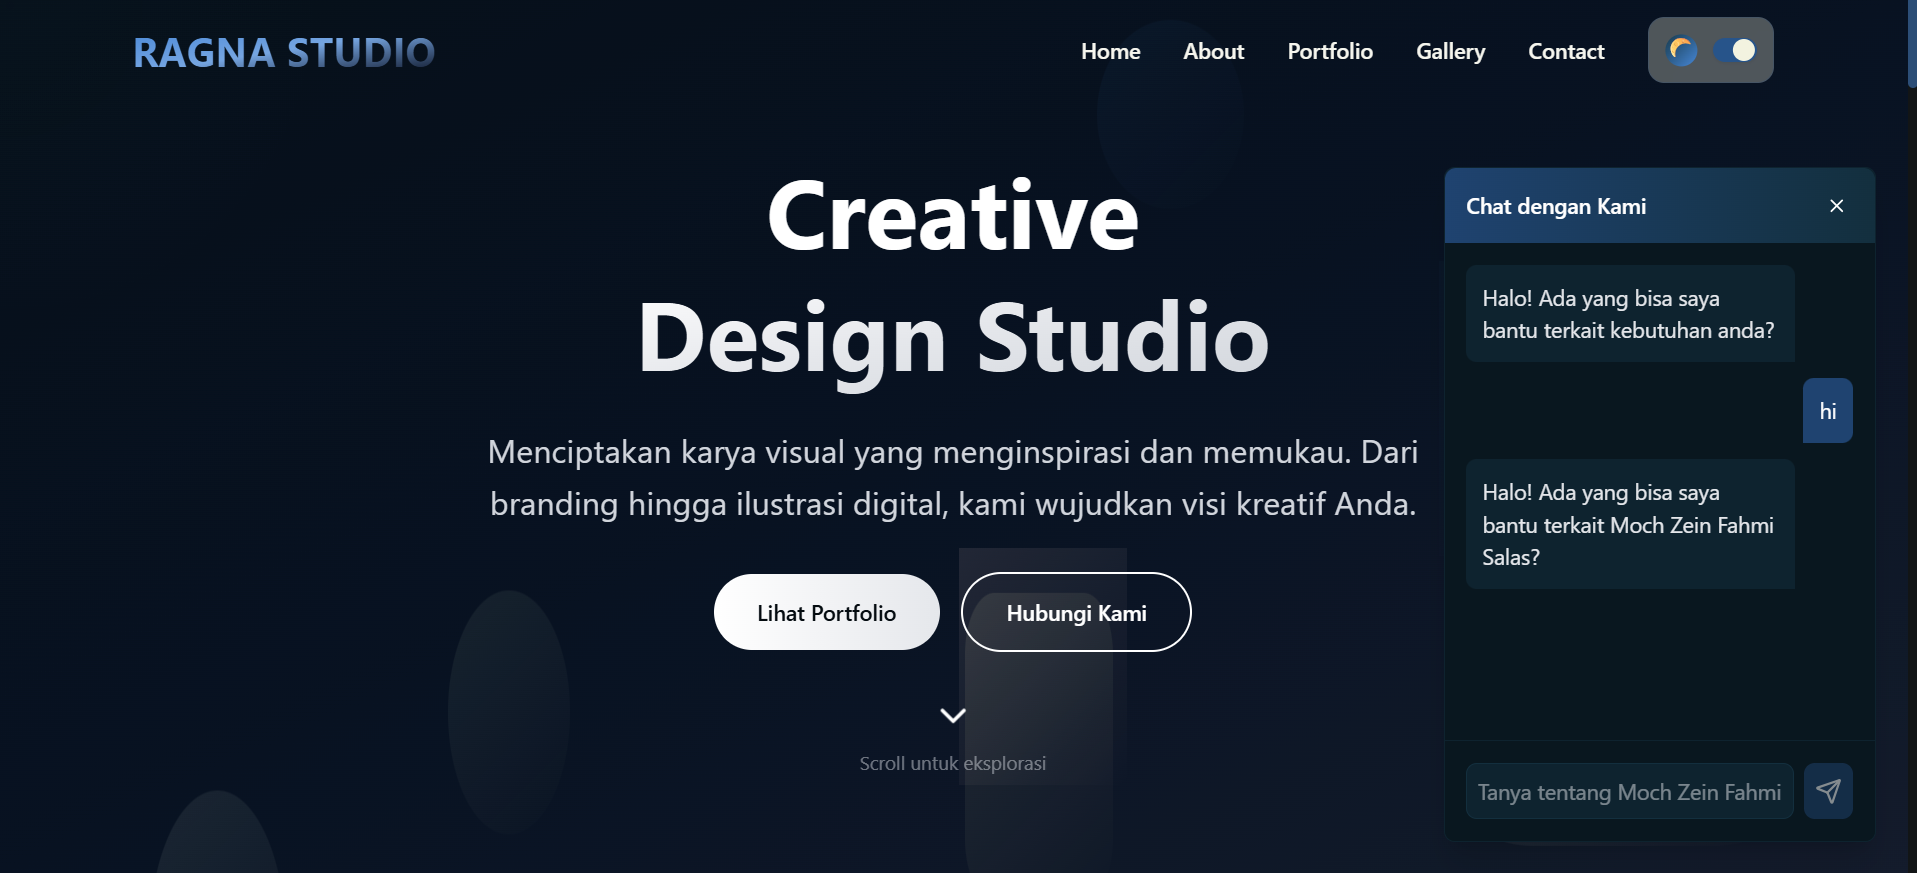 RAGNA STUDIO
Home
About
Portfolio
Gallery
Contact
Creative
Design Studio
Menciptakan karya visual yang menginspirasi dan memukau. Dari
branding hingga ilustrasi digital, kami wujudkan visi kreatif Anda.
Lihat Portfolio
Hubungi Kami
Scroll untuk eksplorasi
Chat dengan Kami
Halo! Ada yang bisa saya
bantu terkait kebutuhan anda?
hi
Halo! Ada yang bisa saya
bantu terkait Moch Zein Fahmi
Salas?
Tanya tentang Moch Zein Fahmi